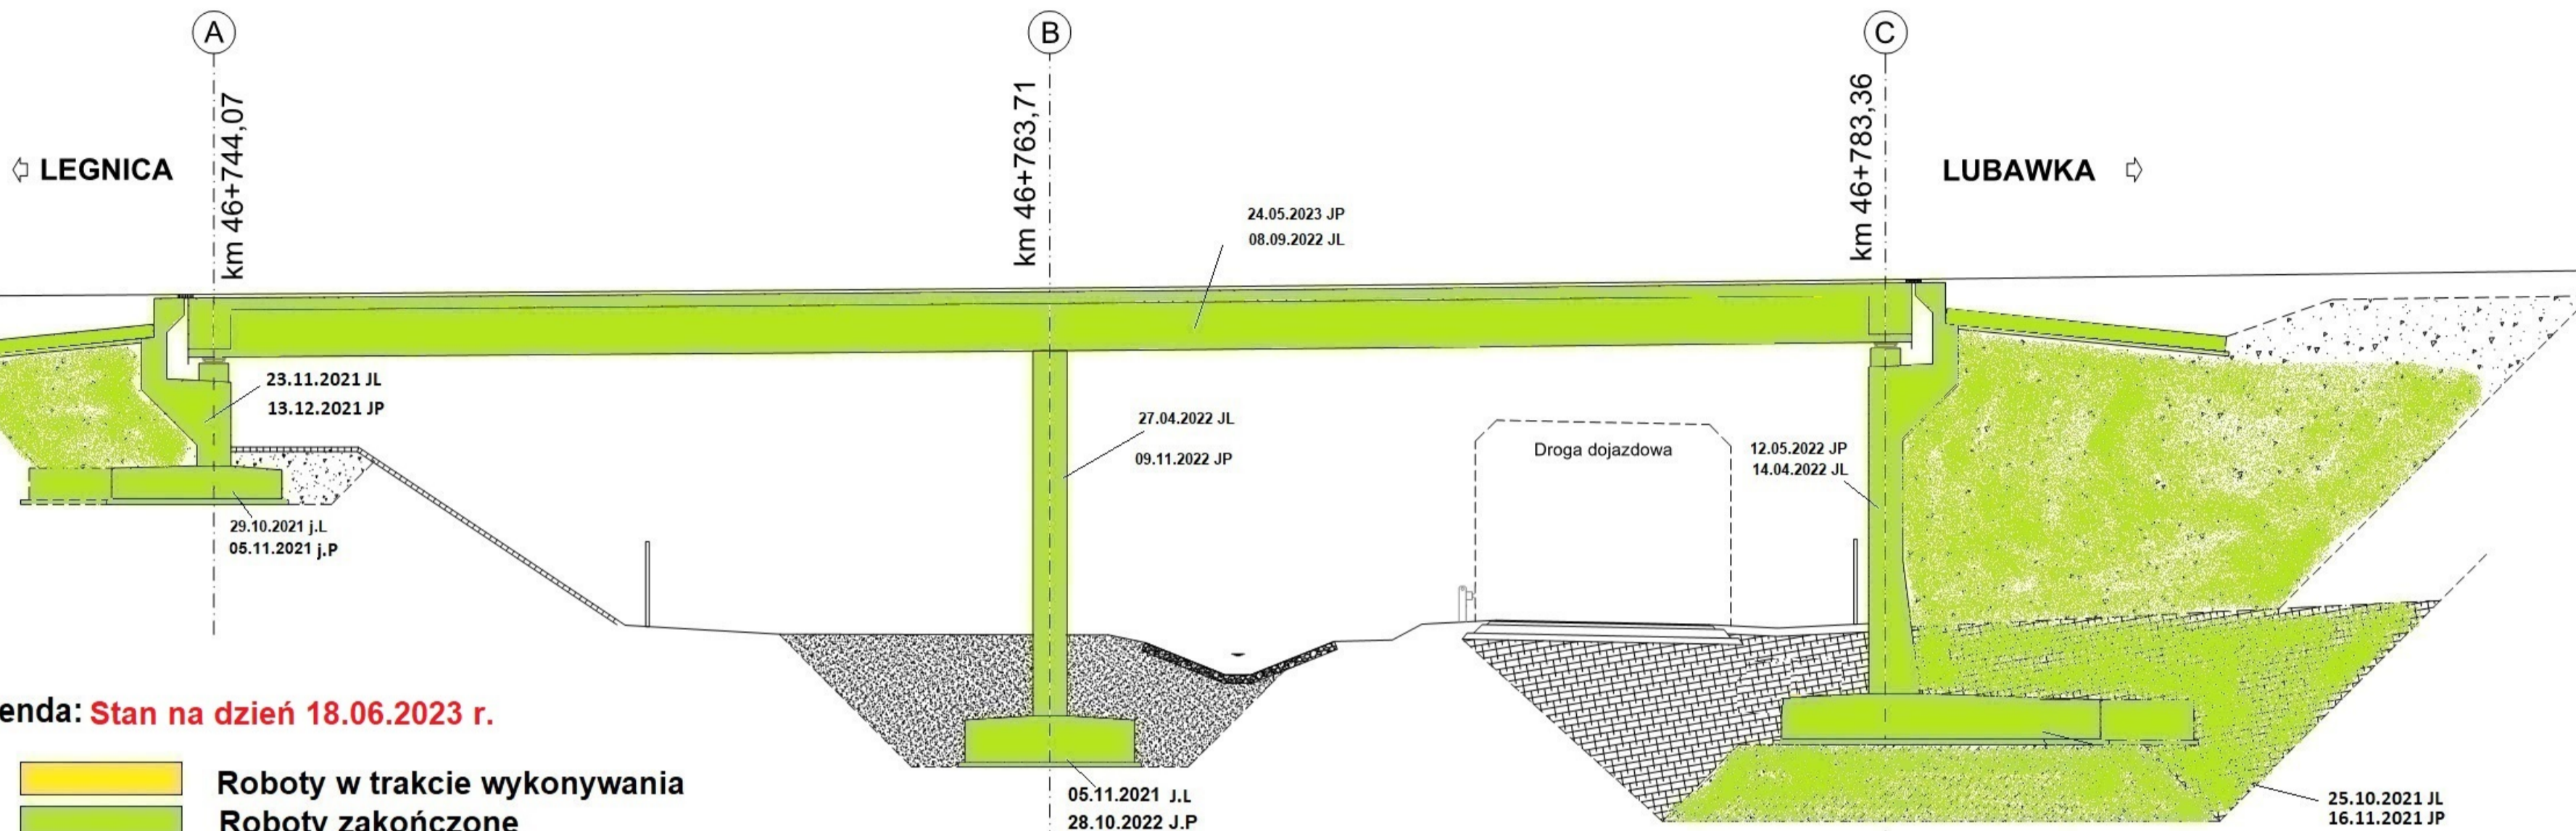 A
B
C
km 46+744,07
km 46+763,71
km 46+783,36
LEGNICA
LUBAWKA
24.05.2023 JP
08.09.2022 JL
23.11.2021 JL
13.12.2021 JP
27.04.2022 JL
09.11.2022 JP
Droga dojazdowa
12.05.2022 JP
14.04.2022 JL
29.10.2021 j.L
05.11.2021 j.P
enda: Stan na dzień 18.06.2023 r.
Roboty w trakcie wykonywania
Roboty zakończone
05.11.2021 J.L
28.10.2022 J.P
25.10.2021 JL
16.11.2021 JP